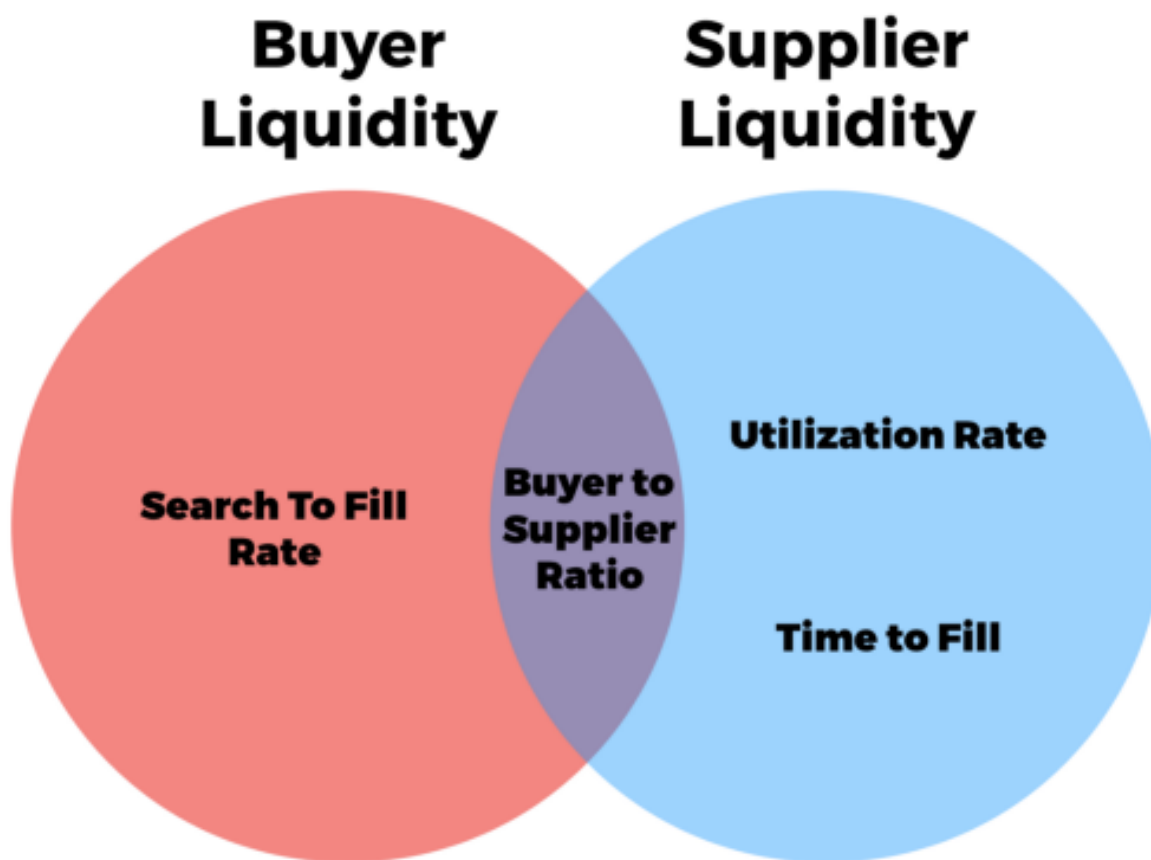 Buyer
Liquidity
Supplier
Liquidity
Search To Fill
Rate
Buyer to
Supplier
Ratio
Utilization Rate
Time to Fill